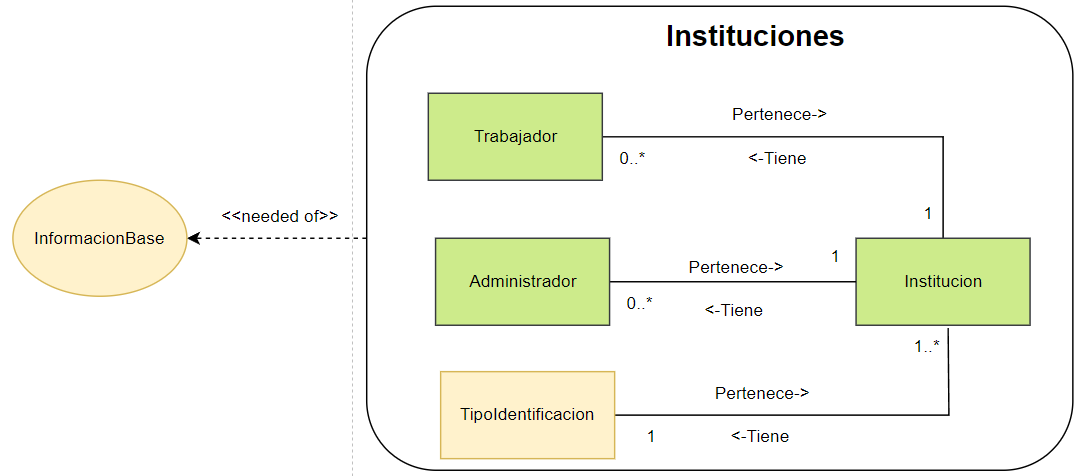 Instituciones
Trabajador
Pertenece->
0..*
<-Tiene
1
InformacionBase
<<needed of>>
Administrador
Pertenece->
1
0..*
<-Tiene
Institucion
1..*
TipoIdentificacion
Pertenece->
1
<-Tiene